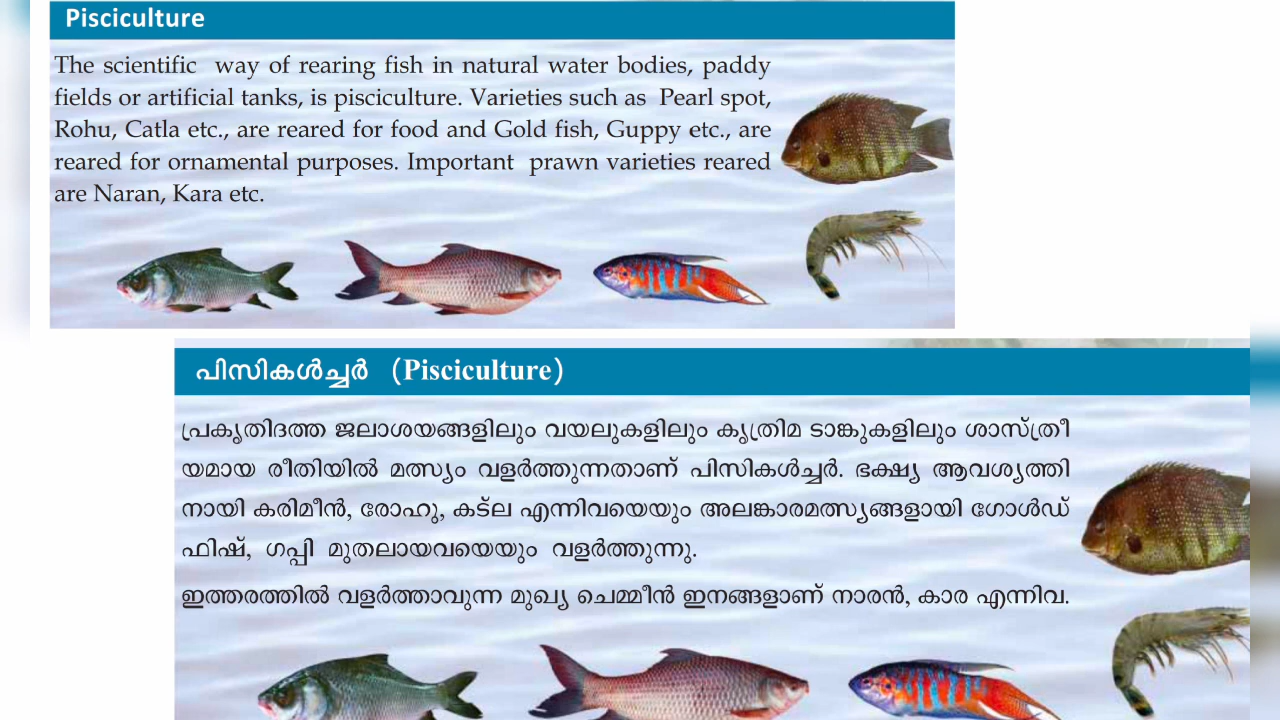 Pisciculture
The scientific way of rearing fish in natural water bodies, paddy
fields or artificial tanks, is pisciculture. Varieties such as Pearl spot,
Rohu, Catla etc., are reared for food and Gold fish, Guppy etc., are
reared for ornamental purposes. Important prawn varieties reared
are Naran, Kara etc.
പിസികൾച്ചർ (Pisciculture)
പ്രകൃതിദത്ത ജലാശയങ്ങളിലും വയലുകളിലും കൃത്രിമ ടാങ്കുകളിലും ശാസ്ത്രീ
യമായ രീതിയിൽ മത്സ്യം വളർത്തുന്നതാണ് പിസികൾച്ചർ. ഭക്ഷ്യ ആവശ്യത്തി
നായി കരിമീൻ, രോഹു, കട്‌ല എന്നിവയെയും അലങ്കാരമത്സ്യങ്ങളായി ഗോൾഡ്
ഫിഷ്, ഗപ്പി മുതലായവയെയും വളർത്തുന്നു.
ഇത്തരത്തിൽ വളർത്താവുന്ന മുഖ്യ ചെമ്മീൻ ഇനങ്ങളാണ് നാരൻ, കാര എന്നിവ.